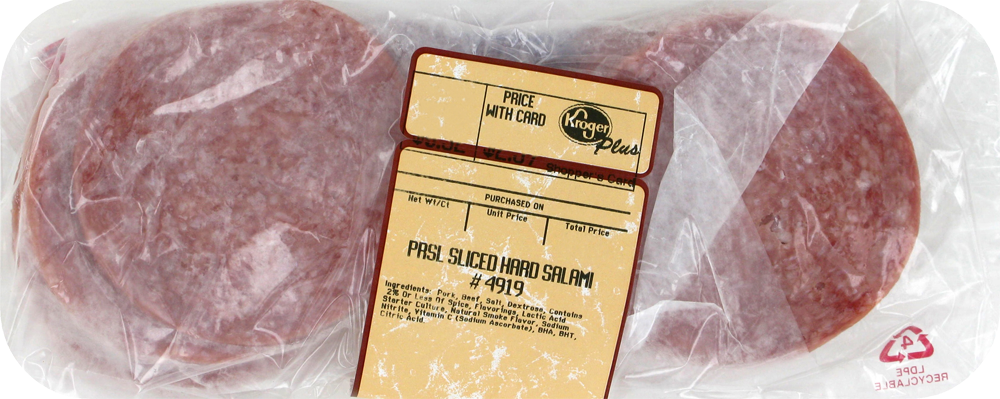 PRICE
WITH CARD
Kroger
Plus
Shopper's Card
PURCHASED ON
Net Wt/Ct Unit Price Total Price
PRSL SLICED HARD SALAMI
#4919
Ingredients: Pork, Beef, Salt, Dextrose, Contains
2% Or Less Of Spice, Flavorings, Lactic Acid
Starter Culture, Natural Smoke Flavor, Sodium
Nitrite, Vitamin C (Sodium Ascorbate), BHA, BHT,
Citric Acid.
4
LDPE
RECYCLABLE